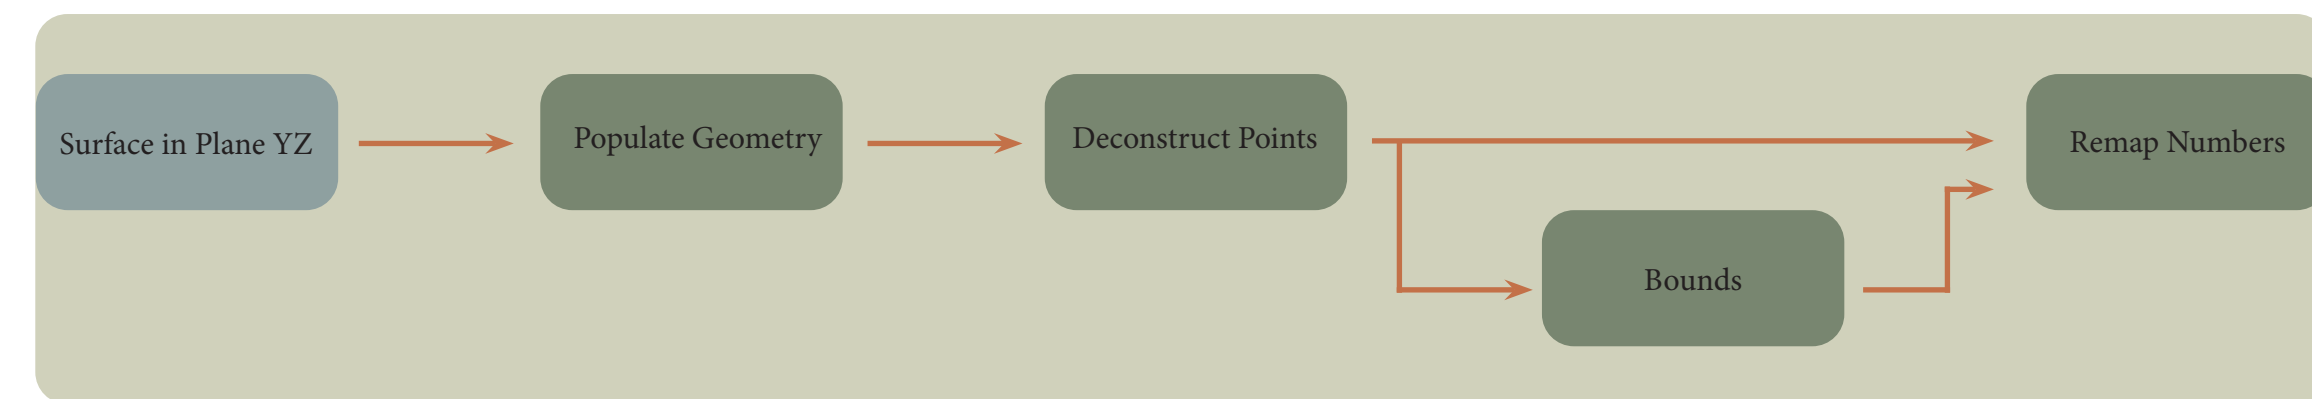 Surface in Plane YZ
Populate Geometry
Deconstruct Points
Remap Numbers
Bounds